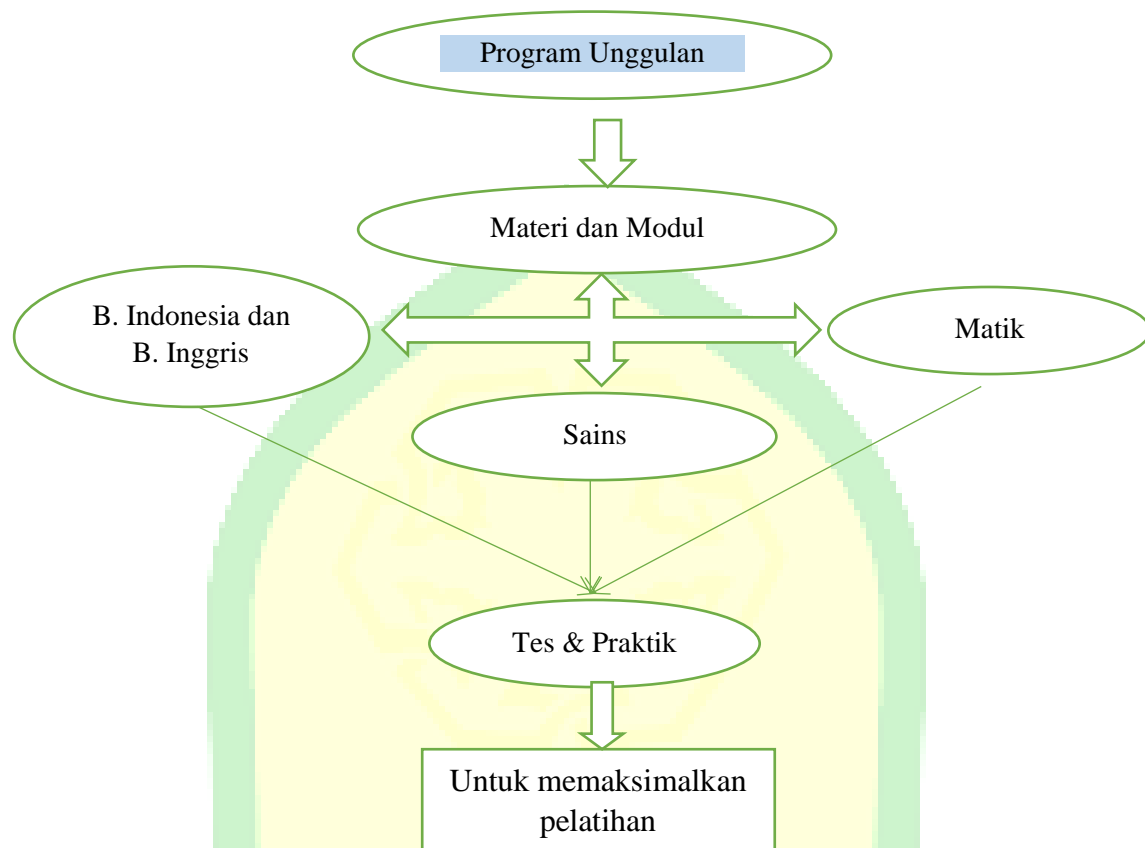 Program Unggulan
Materi dan Modul
B. Indonesia dan
B. Inggris
Matik
Sains
Tes & Praktik
Untuk memaksimalkan
pelatihan